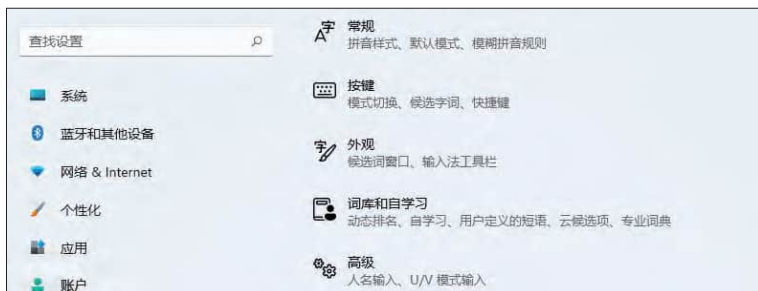 查找设置
系统
蓝牙和其他设备
网络 & Internet
个性化
应用
账户
常规
拼音样式、默认模式、模糊拼音规则
按键
模式切换、候选字词、快捷键
外观
候选词窗口、输入法工具栏
词库和自学习
动态排名、自学习、用户定义的短语、云候选项、专业词典
高级
人名输入、U/V 模式输入